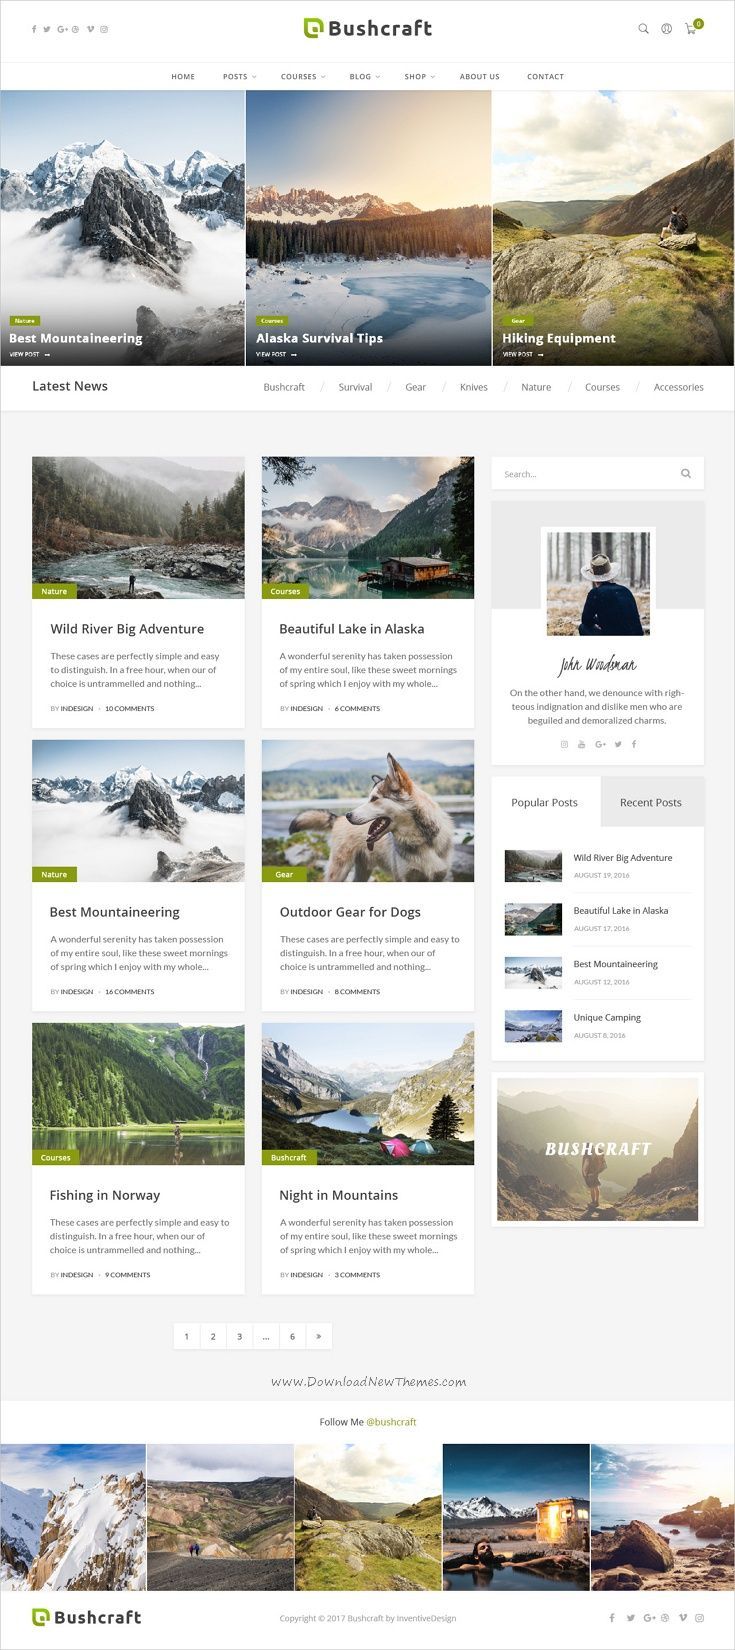 Bushcraft
0
HOME POSTS COURSES BLOG SHOP ABOUT US CONTACT
Nature
Best Mountaineering
VIEW POST
Courses
Alaska Survival Tips
VIEW POST
Gear
Hiking Equipment
VIEW POST
Latest News
Bushcraft / Survival / Gear / Knives / Nature / Courses / Accessories
Nature
Wild River Big Adventure
These cases are perfectly simple and easy
to distinguish. In a free hour, when our of
choice is untrammelled and nothing...
BY INDESIGN • 10 COMMENTS
Courses
Beautiful Lake in Alaska
A wonderful serenity has taken possession
of my entire soul, like these sweet mornings
of spring which I enjoy with my whole...
BY INDESIGN • 6 COMMENTS
Nature
Best Mountaineering
A wonderful serenity has taken possession
of my entire soul, like these sweet mornings
of spring which I enjoy with my whole...
BY INDESIGN • 16 COMMENTS
Gear
Outdoor Gear for Dogs
These cases are perfectly simple and easy to
distinguish. In a free hour, when our of
choice is untrammelled and nothing...
BY INDESIGN • 8 COMMENTS
Courses
Fishing in Norway
These cases are perfectly simple and easy to
distinguish. In a free hour, when our of
choice is untrammelled and nothing...
BY INDESIGN • 9 COMMENTS
Bushcraft
Night in Mountains
A wonderful serenity has taken possession
of my entire soul, like these sweet mornings
of spring which I enjoy with my whole...
BY INDESIGN • 3 COMMENTS
1 2 3 ... 6 »
Search...
John Woodsman
On the other hand, we denounce with righ-
teous indignation and dislike men who are
beguiled and demoralized charms.
Popular Posts Recent Posts
Wild River Big Adventure
AUGUST 19, 2016
Beautiful Lake in Alaska
AUGUST 17, 2016
Best Mountaineering
AUGUST 12, 2016
Unique Camping
AUGUST 8, 2016
BUSHCRAFT
www.DownloadNewThemes.com
Follow Me @bushcraft
Bushcraft
Copyright © 2017 Bushcraft by InventiveDesign